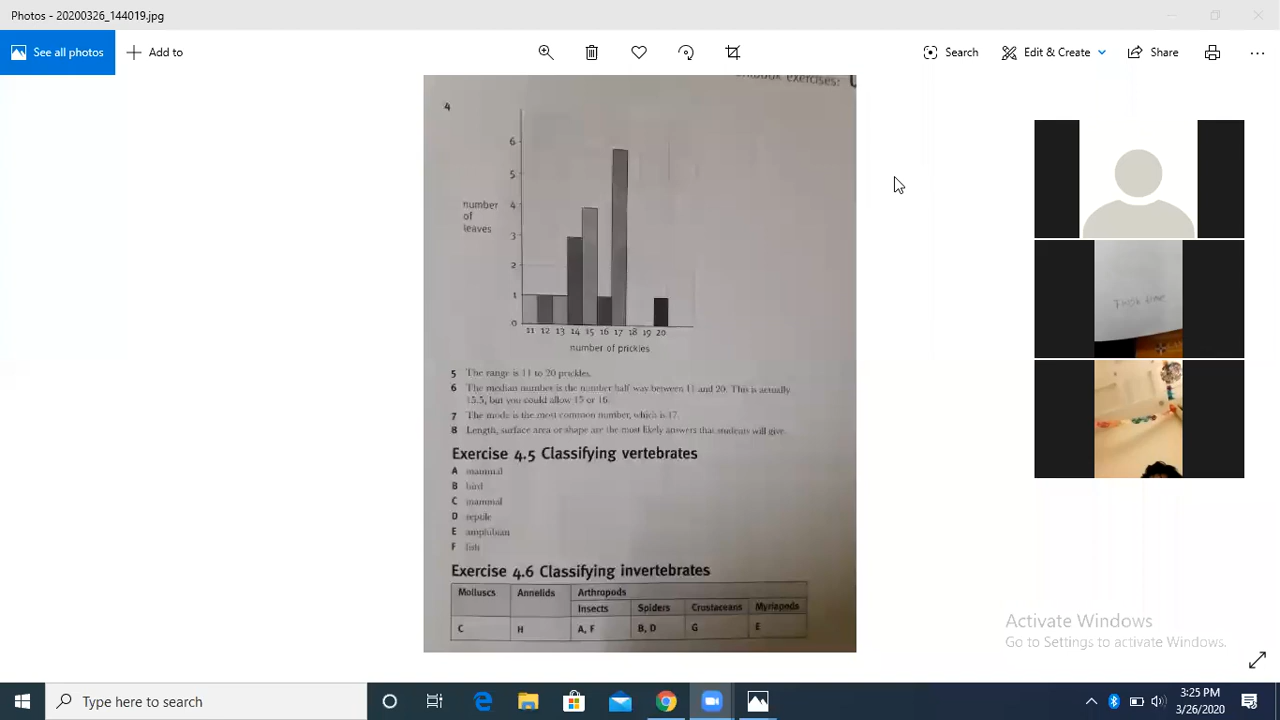 Photos - 20200326_144019.jpg
See all photos
Add to
Search
Edit & Create
Share
exercises:
4
6
5
number
of
leaves
4
3
2
1
0
11 12 13 14 15 16 17 18 19 20
number of prickles
5 The range is 11 to 20 prickles.
6 The median number is the number half way between 11 and 20. This is actually
15.5, but you could allow 15 or 16.
7 The mode is the most common number, which is 17.
8 Length, surface area or shape are the most likely answers that students will give.
Exercise 4.5 Classifying vertebrates
A mammal
B bird
C mammal
D reptile
E amphibian
F fish
Exercise 4.6 Classifying invertebrates
Molluscs Annelids Arthropods
Insects Spiders Crustaceans Myriapods
C H A, F B, D G E
Think time
Activate Windows
Go to Settings to activate Windows.
Type here to search
3:25 PM
3/26/2020